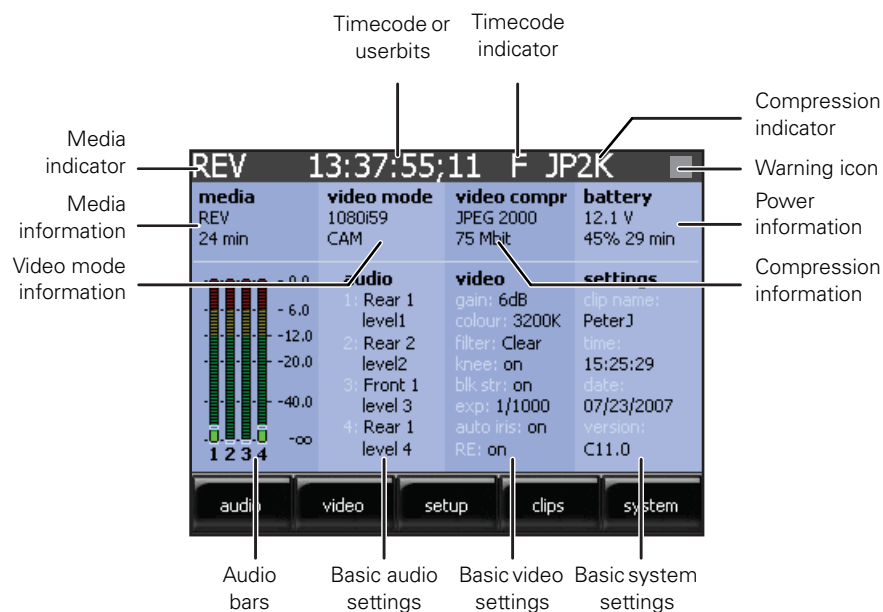 Timecode or
userbits
Timecode
indicator
Compression
indicator
Media
indicator
REV 13:37:55;11 F JP2K
Warning icon
Media
information
media
REV
24 min
video mode
1080i59
CAM
video compr
JPEG 2000
75 Mbit
battery
12.1 V
45% 29 min
Power
information
Video mode
information
Compression
information
0.0
- 6.0
-12.0
-20.0
-40.0
-∞
1 2 3 4
audio
1: Rear 1
level1
2: Rear 2
level2
3: Front 1
level 3
4: Rear 1
level 4
video
gain: 6dB
colour: 3200K
filter: Clear
knee: on
blk str: on
exp: 1/1000
auto iris: on
RE: on
settings
clip name:
PeterJ
time:
15:25:29
date:
07/23/2007
version:
C11.0
audio
video
setup
clips
system
Audio
bars
Basic audio
settings
Basic video
settings
Basic system
settings